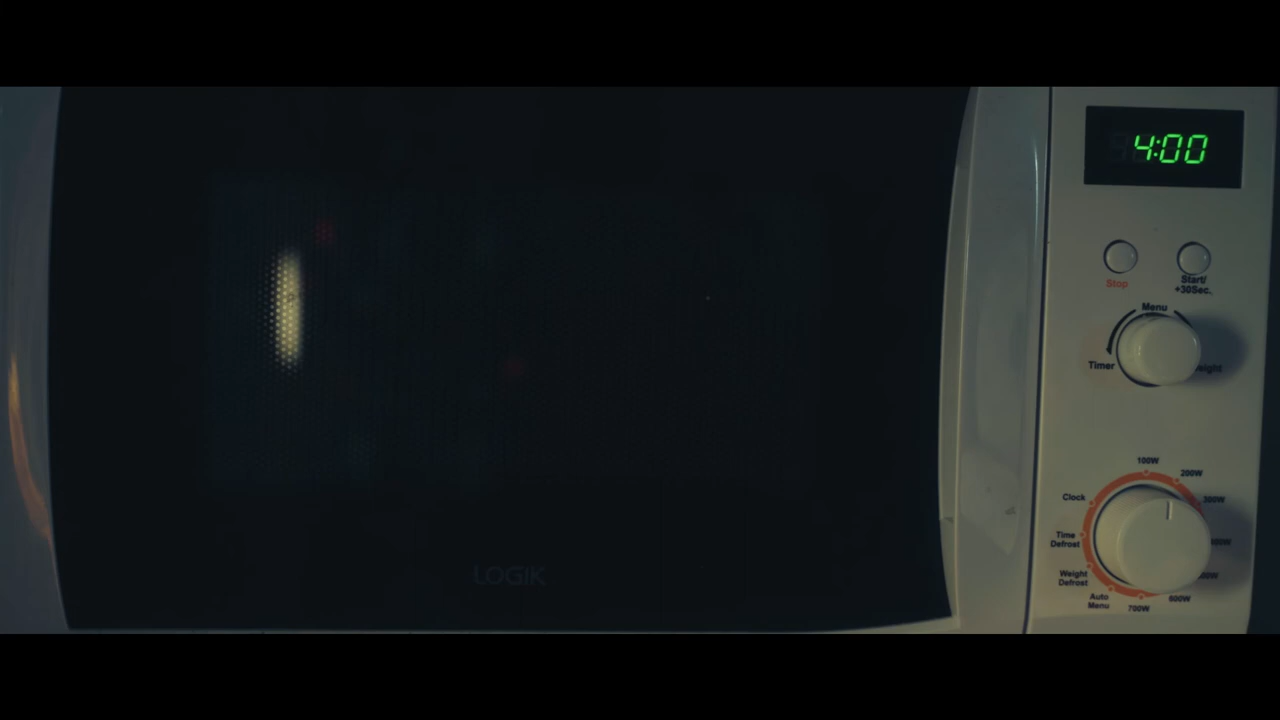 4:00
Stop
Start/
+30Sec.
Menu
Timer
100W
200W
Clock
300W
Time
Defrost
Weight
Defrost
Auto
Menu
600W
700W
LOGIK